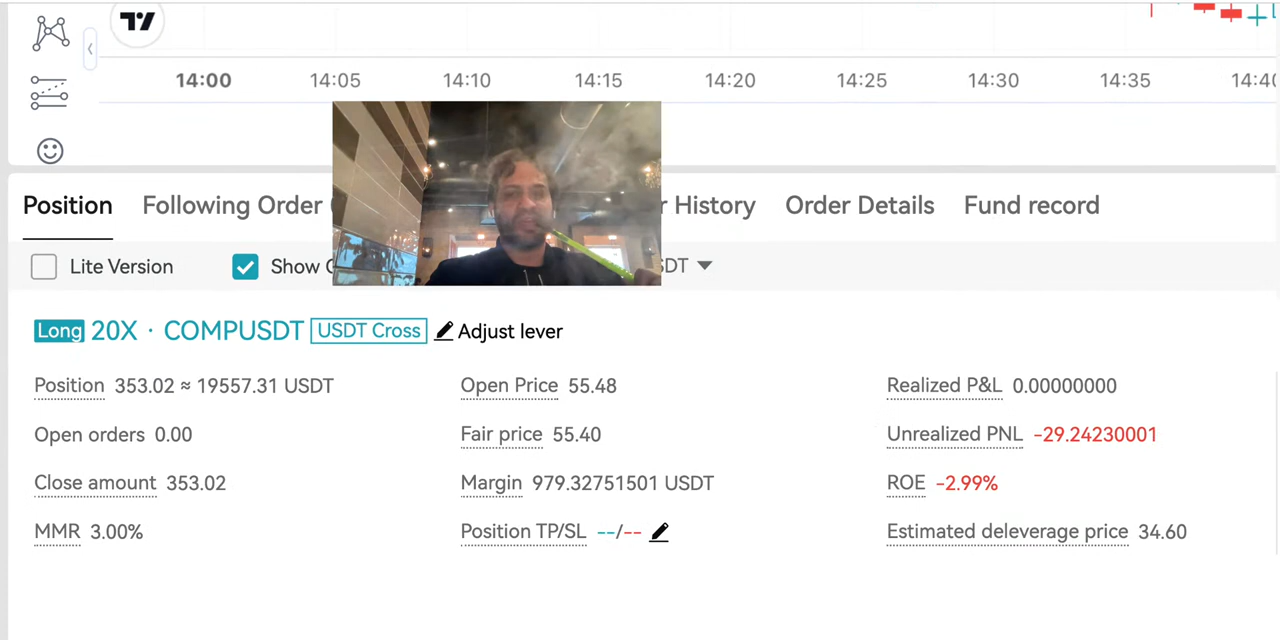 14:00 14:05 14:10 14:15 14:20 14:25 14:30 14:35
Position Following Order History Order Details Fund record
Lite Version Show
Long 20X · COMPUSDT USDT Cross Adjust lever
Position 353.02 ≈ 19557.31 USDT Open Price 55.48 Realized P&L 0.00000000
Open orders 0.00 Fair price 55.40 Unrealized PNL -29.24230001
Close amount 353.02 Margin 979.32751501 USDT ROE -2.99%
MMR 3.00% Position TP/SL --/-- Estimated deleverage price 34.60